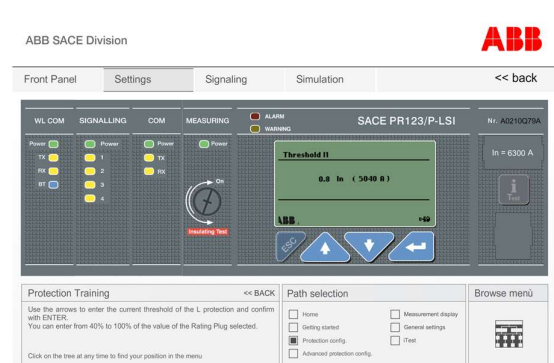 ABB SACE Division
ABB
Front Panel
Settings
Signaling
Simulation
<< back
WL COM
SIGNALLING
COM
MEASURING
ALARM
WARNING
SACE PR123/P-LSI
Nr. A0210Q79A
Power
TX
RX
BT
Power
1
2
3
4
Power
TX
RX
Power
On
Insulating Test
Threshold I1
0.8 In ( 5040 A )
ABB
ESC
In = 6300 A
i
Test
Protection Training
<< BACK
Use the arrows to enter the current threshold of the L protection and confirm
with ENTER.
You can enter from 40% to 100% of the value of the Rating Plug selected.
Click on the tree at any time to find your position in the menu
Path selection
Home
Getting started
Protection config.
Advanced protection config.
Measurement display
General settings
iTest
Browse menù